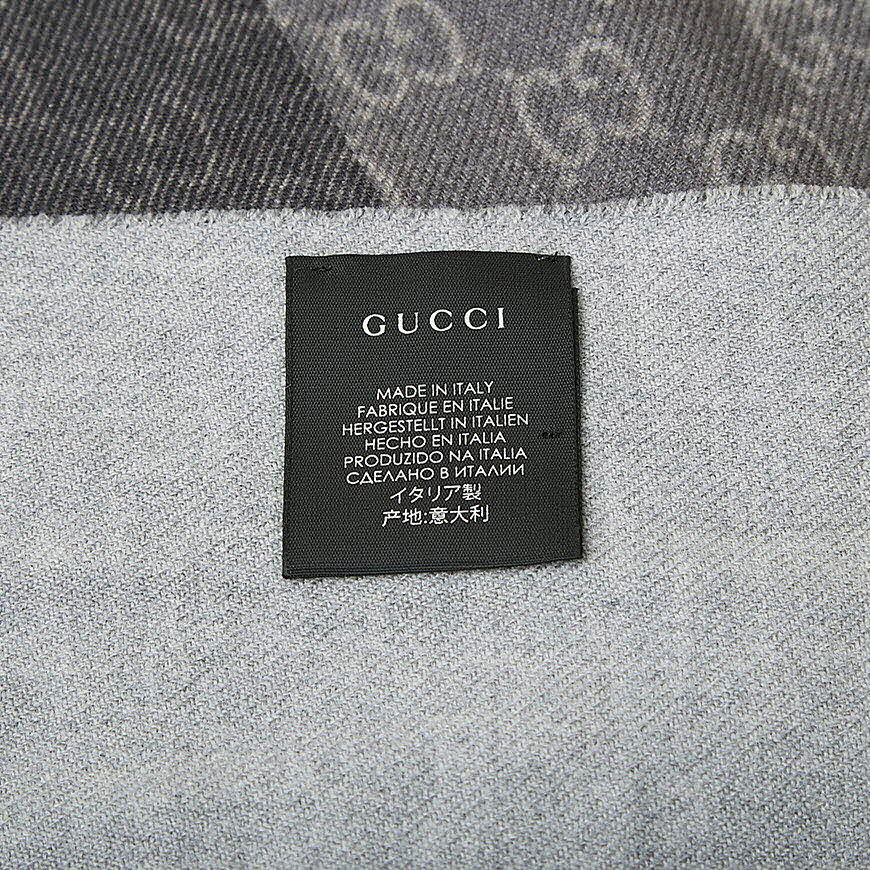 GUCCI
MADE IN ITALY
FABRIQUE EN ITALIE
HERGESTELLT IN ITALIEN
HECHO EN ITALIA
PRODUZIDO NA ITALIA
СДЕЛАНО В ИТАЛИИ
イタリア製
产地:意大利